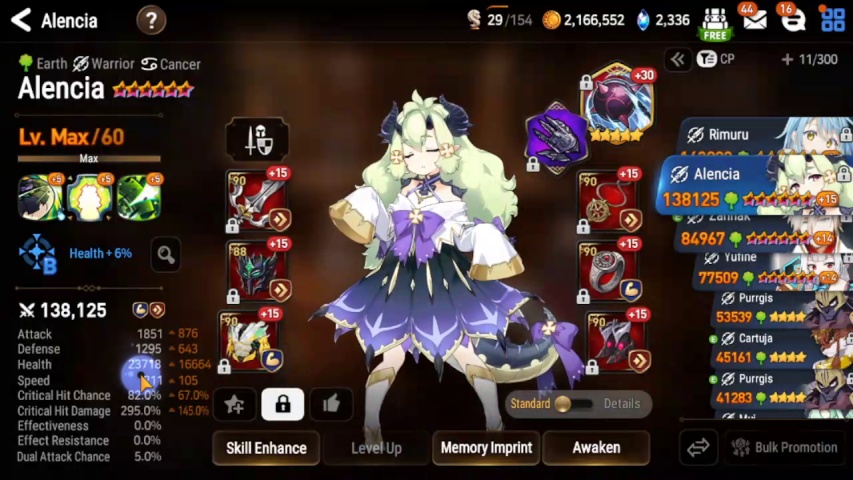 Alencia
?
29/154
2,166,552
2,336
FREE
44
16
Earth Warrior Cancer
Alencia
CP
11/300
Lv. Max/60
Max
+5
+5
+5
B
Health + 6%
138,125
Attack 1851 876
Defense 1295 643
Health 23718 16664
Speed 105
Critical Hit Chance 82.0% 67.0%
Critical Hit Damage 295.0% 145.0%
Effectiveness 0.0%
Effect Resistance 0.0%
Dual Attack Chance 5.0%
90 +15
88 +15
90 +15
+30
90 +15
90 +15
90 +15
Standard Details
Skill Enhance
Level Up
Memory Imprint
Awaken
Rimuru
Alencia
138125 +15
84967 +14
Yufine
77509
Purrgis
53539
Cartuja
45161
Purrgis
41283
Bulk Promotion